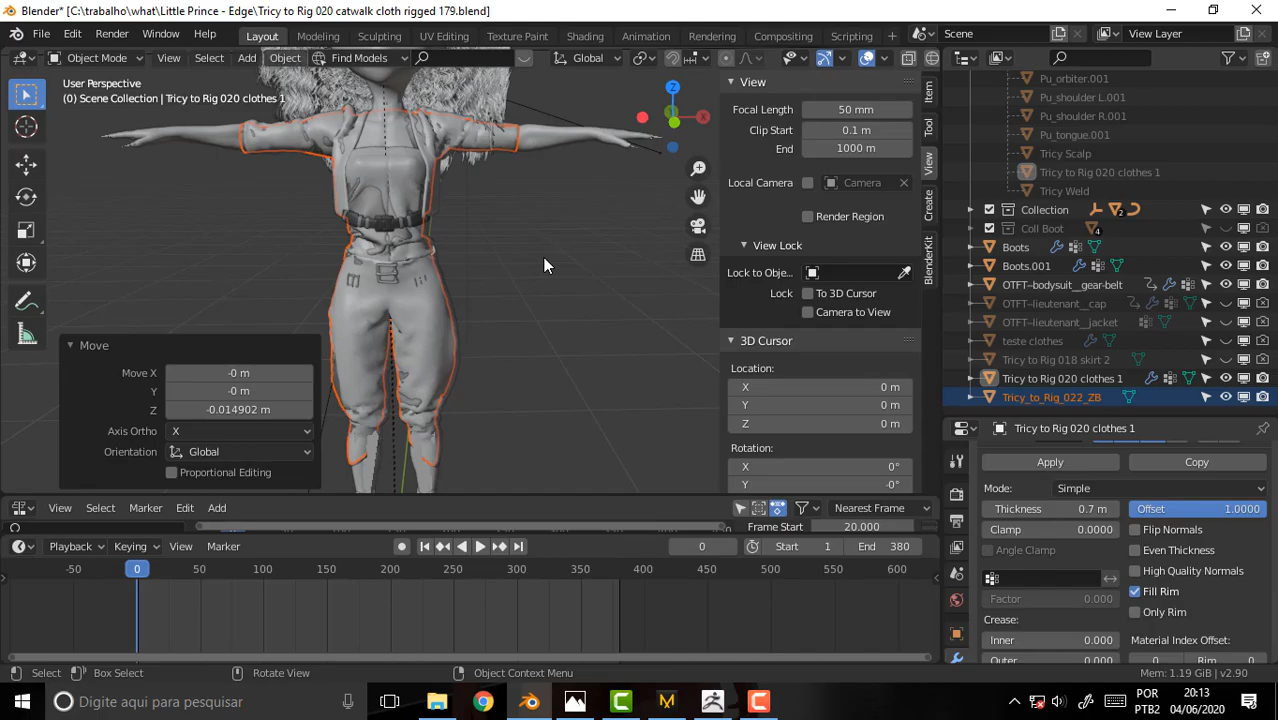 Blender* [C:\trabalho\what\Little Prince - Edge\Tricy to Rig 020 catwalk cloth rigged 179.blend]
File Edit Render Window Help Layout Modeling Sculpting UV Editing Texture Paint Shading Animation Rendering Compositing Scripting Scene View Layer
Object Mode View Select Add Object Find Models Global
User Perspective
(0) Scene Collection | Tricy to Rig 020 clothes 1
Z
X
Move
Move X -0 m
Y -0 m
Z -0.014902 m
Axis Ortho X
Orientation Global
Proportional Editing
View
Focal Length 50 mm
Clip Start 0.1 m
End 1000 m
Local Camera Camera
Render Region
View Lock
Lock to Obje...
Lock To 3D Cursor
Camera to View
3D Cursor
Location:
X 0 m
Y 0 m
Z 0 m
Rotation:
X 0°
Y -0°
Item
Tool
View
Create
BlenderKit
Pu_orbiter.001
Pu_shoulder L.001
Pu_shoulder R.001
Pu_tongue.001
Tricy Scalp
Tricy to Rig 020 clothes 1
Tricy Weld
Collection 2
Coll Boot 4
Boots
Boots.001
OTFT-bodysuit__gear-belt
OTFT-lieutenant__cap
OTFT-lieutenant__jacket
teste clothes
Tricy to Rig 018 skirt 2
Tricy to Rig 020 clothes 1
Tricy_to_Rig_022_ZB
Tricy to Rig 020 clothes 1
Apply Copy
Mode: Simple
Thickness 0.7 m Offset 1.0000
Clamp 0.0000 Flip Normals
Angle Clamp Even Thickness
High Quality Normals
Factor 0.000 Fill Rim
Only Rim
Crease:
Inner 0.000 Material Index Offset:
Outer 0.000 0 Rim 0
View Select Marker Edit Add Nearest Frame
Frame Start 20.000
Playback Keying View Marker 0 Start 1 End 380
-50 0 50 100 150 200 250 300 350 400 450 500 550 600
Select Box Select Rotate View Object Context Menu Mem: 1.19 GiB | v2.90
Digite aqui para pesquisar
POR
PTB2
20:13
04/06/2020